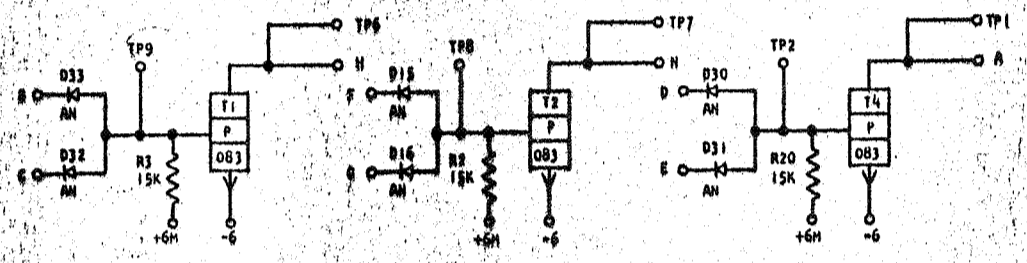 TP6
TP9
H
D33
AN
T1
P
083
D32
AN
R3
15K
+6M
-6
TP7
TP8
N
D15
F
AN
T2
P
083
D16
AN
R2
15K
+6M
-6
TP1
TP2
A
D30
D
AN
T4
P
083
D31
E
AN
R20
15K
+6M
-6